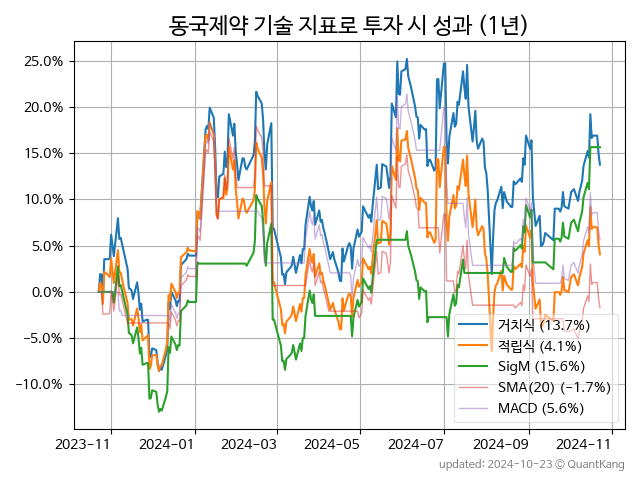 동국제약 기술 지표로 투자 시 성과 (1년)
25.0%
20.0%
15.0%
10.0%
5.0%
0.0%
−5.0%
−10.0%
거치식 (13.7%)
적립식 (4.1%)
SigM (15.6%)
SMA(20) (−1.7%)
MACD (5.6%)
2023-11 2024-01 2024-03 2024-05 2024-07 2024-09 2024-11
updated: 2024-10-23 © QuantKang